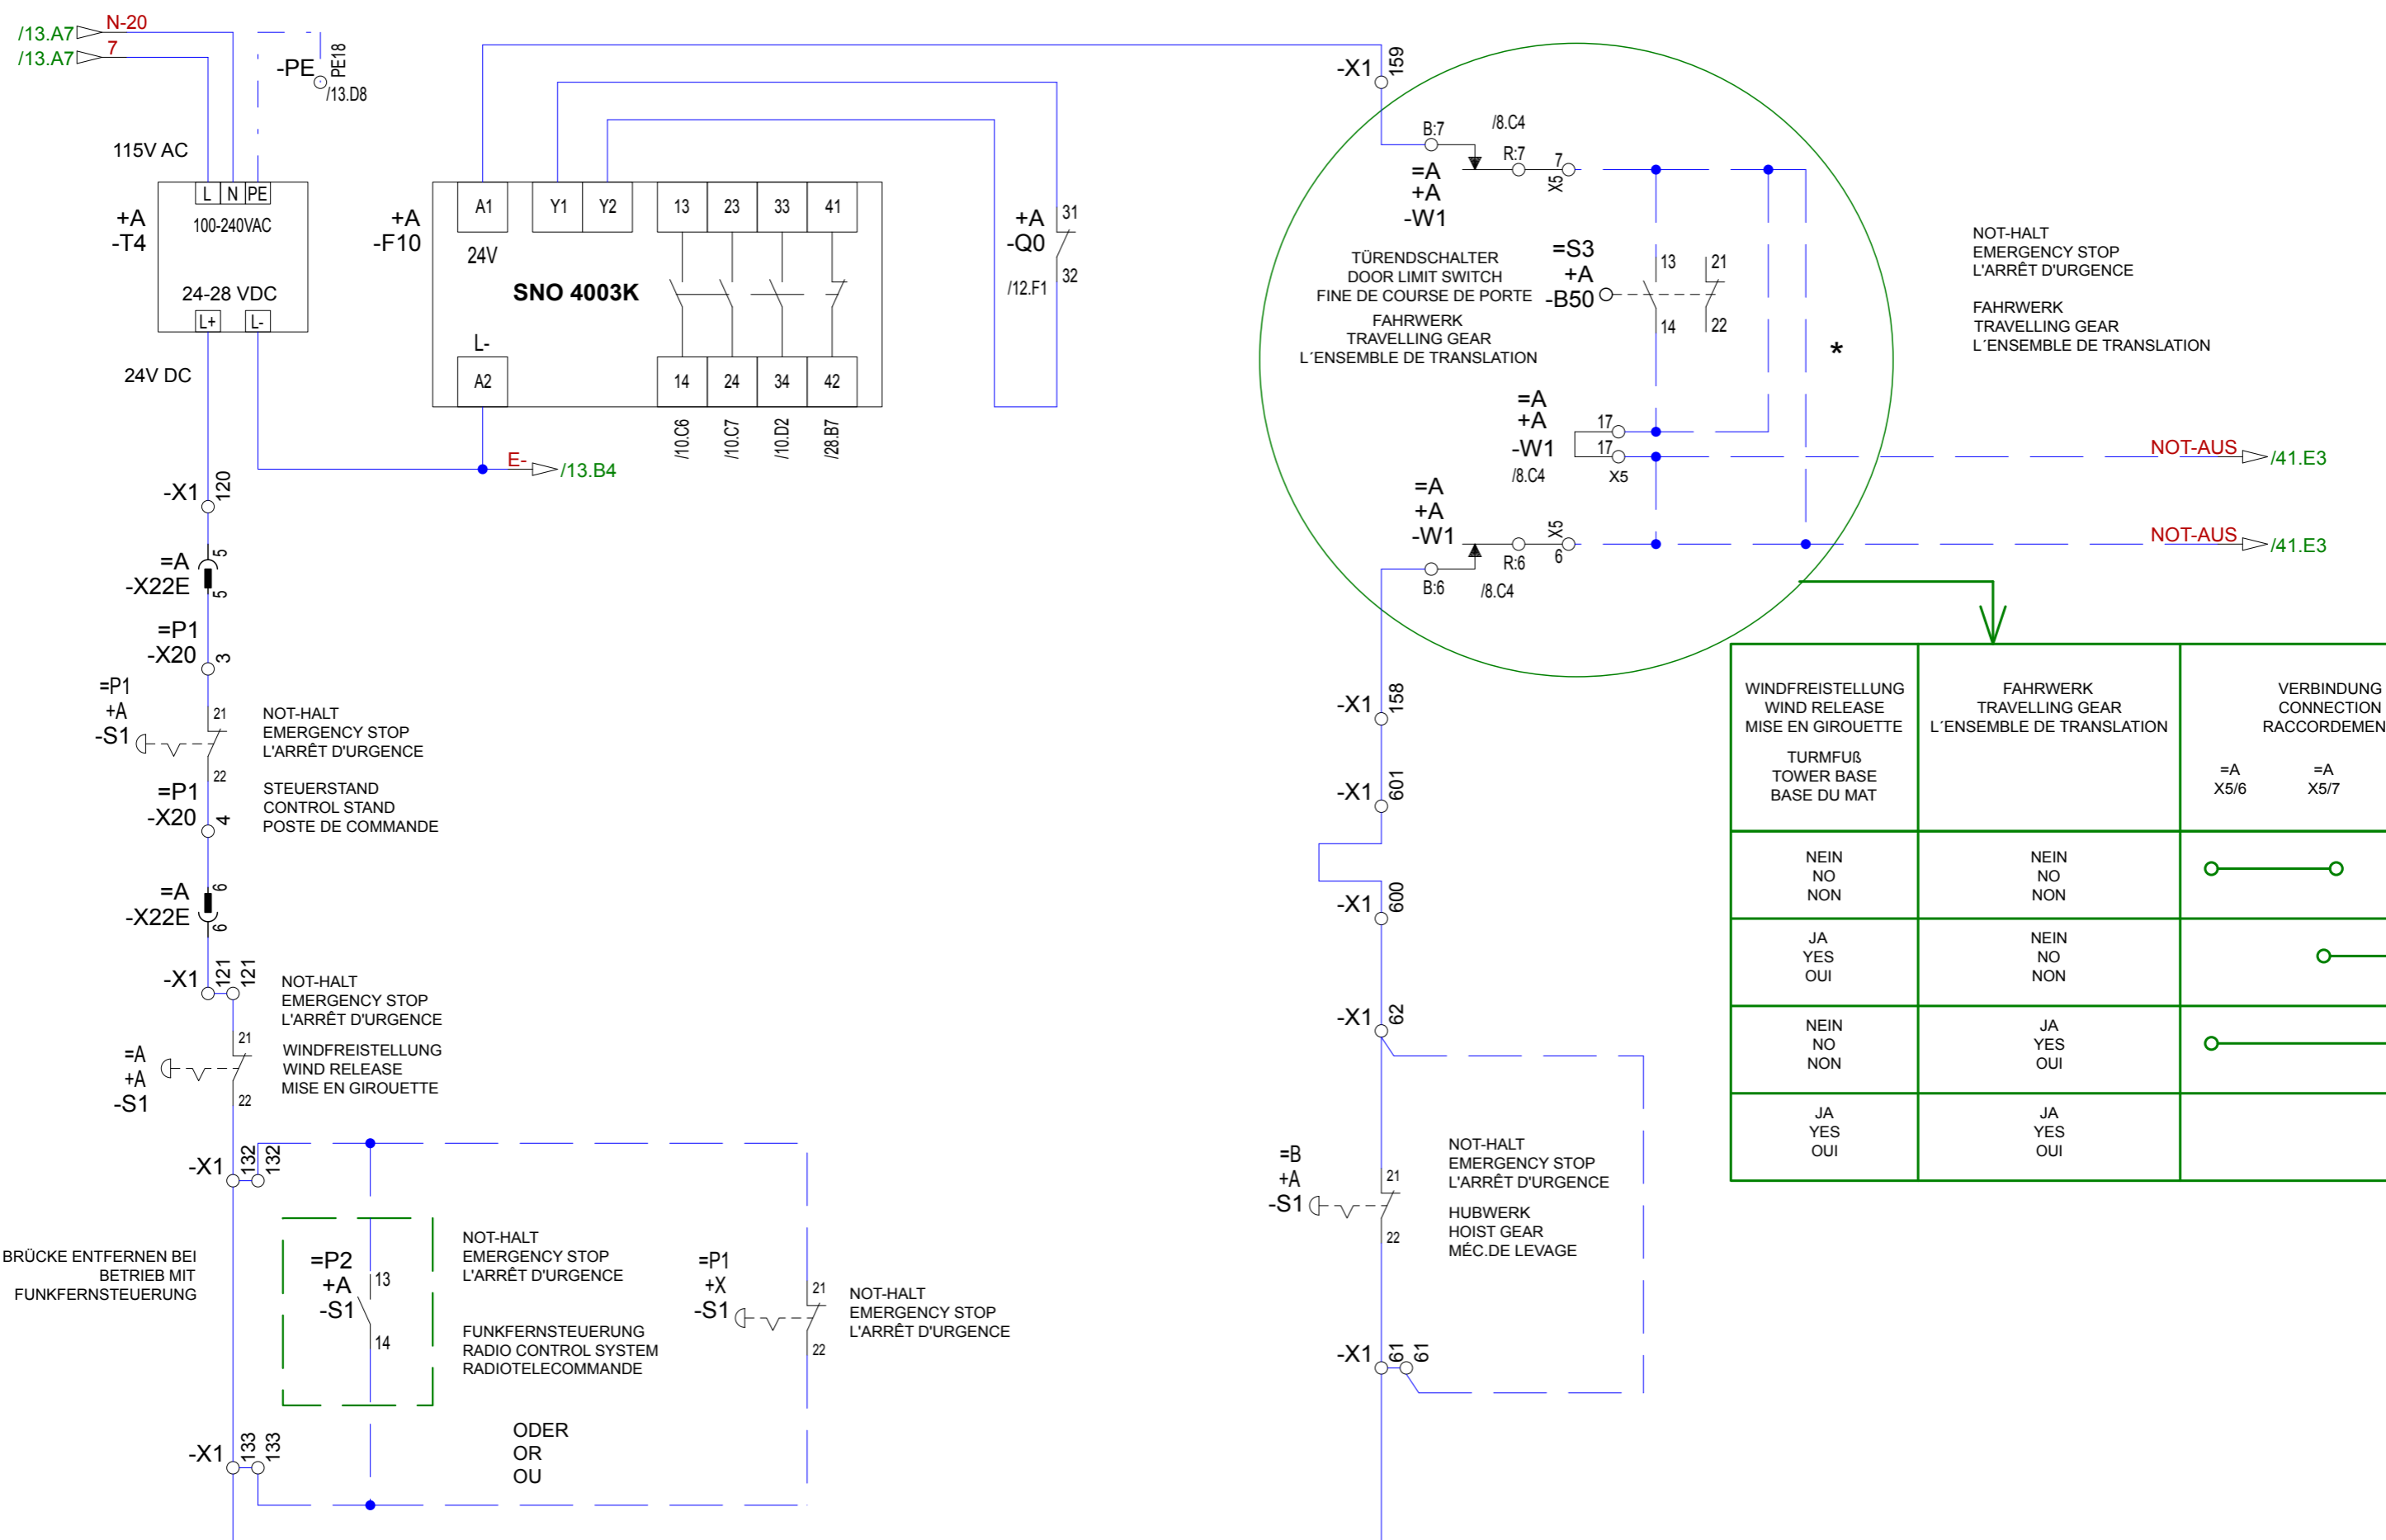 /13.A7
N-20
/13.A7
7
-PE
PE18
/13.D8
115V AC
L N PE
100-240VAC
+A
-T4
24-28 VDC
L+ L-
24V DC
+A
-F10
A1 Y1 Y2 13 23 33 41
24V
SNO 4003K
L-
A2 14 24 34 42
/10.C6
/10.C7
/10.D2
/28.B7
E-
/13.B4
+A
-Q0
31
32
/12.F1
-X1
159
B:7
/8.C4
R:7
7
X5
=A
+A
-W1
TÜRENDSCHALTER
DOOR LIMIT SWITCH
FINE DE COURSE DE PORTE
FAHRWERK
TRAVELLING GEAR
L´ENSEMBLE DE TRANSLATION
=S3
+A
-B50
13
14
21
22
*
=A
+A
-W1
/8.C4
17
17
X5
=A
+A
-W1
B:6
/8.C4
R:6
X5
6
NOT-HALT
EMERGENCY STOP
L'ARRÊT D'URGENCE
FAHRWERK
TRAVELLING GEAR
L´ENSEMBLE DE TRANSLATION
NOT-AUS
/41.E3
NOT-AUS
/41.E3
-X1
120
=A
-X22E
5
5
=P1
-X20
3
=P1
+A
-S1
21
22
NOT-HALT
EMERGENCY STOP
L'ARRÊT D'URGENCE
STEUERSTAND
CONTROL STAND
POSTE DE COMMANDE
=P1
-X20
4
=A
-X22E
6
6
-X1
121
121
NOT-HALT
EMERGENCY STOP
L'ARRÊT D'URGENCE
WINDFREISTELLUNG
WIND RELEASE
MISE EN GIROUETTE
=A
+A
-S1
21
22
-X1
132
132
BRÜCKE ENTFERNEN BEI
BETRIEB MIT
FUNKFERNSTEUERUNG
=P2
+A
-S1
13
14
NOT-HALT
EMERGENCY STOP
L'ARRÊT D'URGENCE
FUNKFERNSTEUERUNG
RADIO CONTROL SYSTEM
RADIOTELECOMMANDE
=P1
+X
-S1
21
22
NOT-HALT
EMERGENCY STOP
L'ARRÊT D'URGENCE
ODER
OR
OU
-X1
133
133
-X1
158
-X1
601
-X1
600
-X1
62
=B
+A
-S1
21
22
NOT-HALT
EMERGENCY STOP
L'ARRÊT D'URGENCE
HUBWERK
HOIST GEAR
MÉC.DE LEVAGE
-X1
61
61
WINDFREISTELLUNG
WIND RELEASE
MISE EN GIROUETTE
TURMFUß
TOWER BASE
BASE DU MAT
FAHRWERK
TRAVELLING GEAR
L´ENSEMBLE DE TRANSLATION
VERBINDUNG
CONNECTION
RACCORDEMEN
=A
X5/6
=A
X5/7
NEIN
NO
NON
NEIN
NO
NON
JA
YES
OUI
NEIN
NO
NON
NEIN
NO
NON
JA
YES
OUI
JA
YES
OUI
JA
YES
OUI